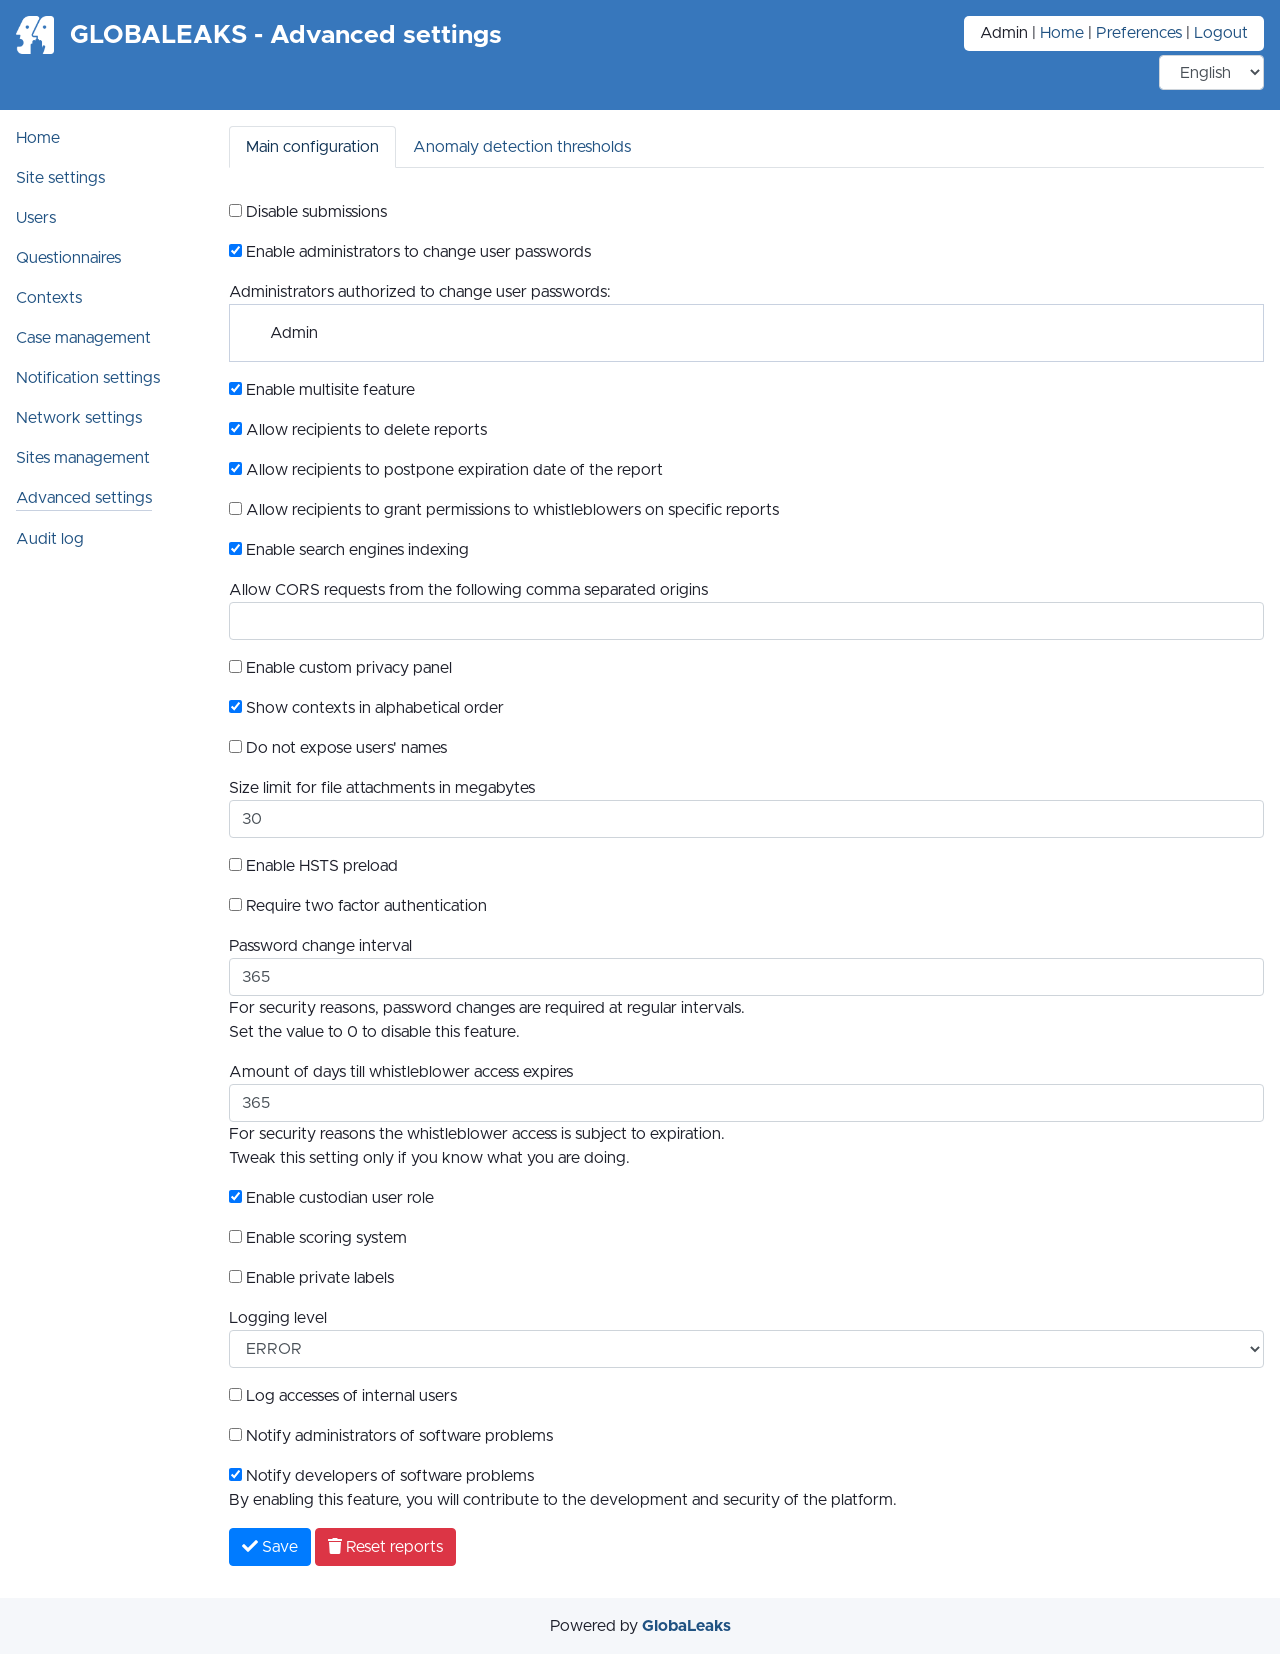 GLOBALEAKS - Advanced settings
Admin | Home | Preferences | Logout
English
Home
Site settings
Users
Questionnaires
Contexts
Case management
Notification settings
Network settings
Sites management
Advanced settings
Audit log
Main configuration
Anomaly detection thresholds
Disable submissions
Enable administrators to change user passwords
Administrators authorized to change user passwords:
Admin
Enable multisite feature
Allow recipients to delete reports
Allow recipients to postpone expiration date of the report
Allow recipients to grant permissions to whistleblowers on specific reports
Enable search engines indexing
Allow CORS requests from the following comma separated origins
Enable custom privacy panel
Show contexts in alphabetical order
Do not expose users' names
Size limit for file attachments in megabytes
30
Enable HSTS preload
Require two factor authentication
Password change interval
365
For security reasons, password changes are required at regular intervals.
Set the value to 0 to disable this feature.
Amount of days till whistleblower access expires
365
For security reasons the whistleblower access is subject to expiration.
Tweak this setting only if you know what you are doing.
Enable custodian user role
Enable scoring system
Enable private labels
Logging level
ERROR
Log accesses of internal users
Notify administrators of software problems
Notify developers of software problems
By enabling this feature, you will contribute to the development and security of the platform.
Save
Reset reports
Powered by GlobaLeaks